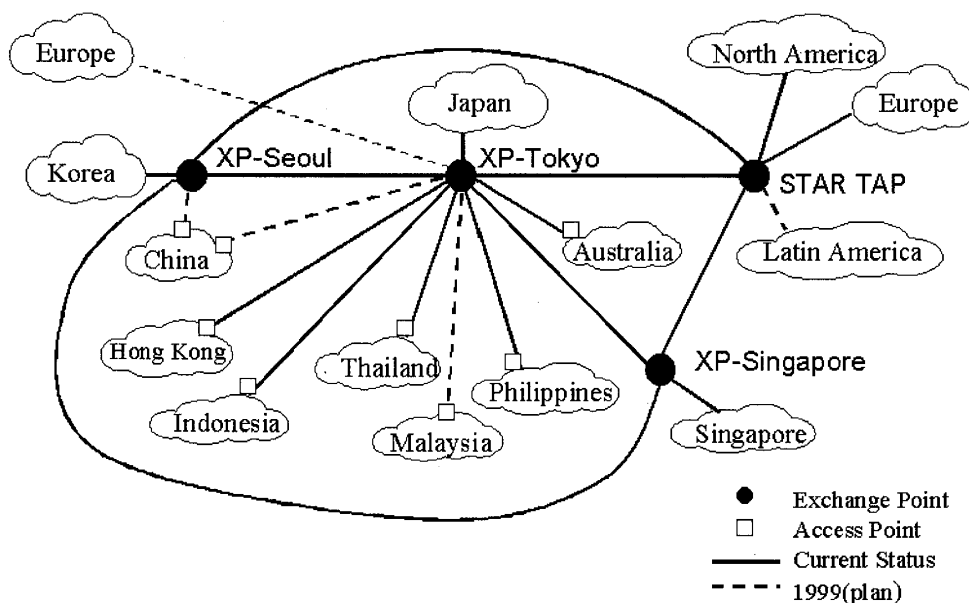 Europe
North America
Japan
Europe
XP-Seoul
XP-Tokyo
Korea
STAR TAP
China
Australia
Latin America
Hong Kong
Thailand
XP-Singapore
Philippines
Indonesia
Malaysia
Singapore
Exchange Point
Access Point
Current Status
1999(plan)